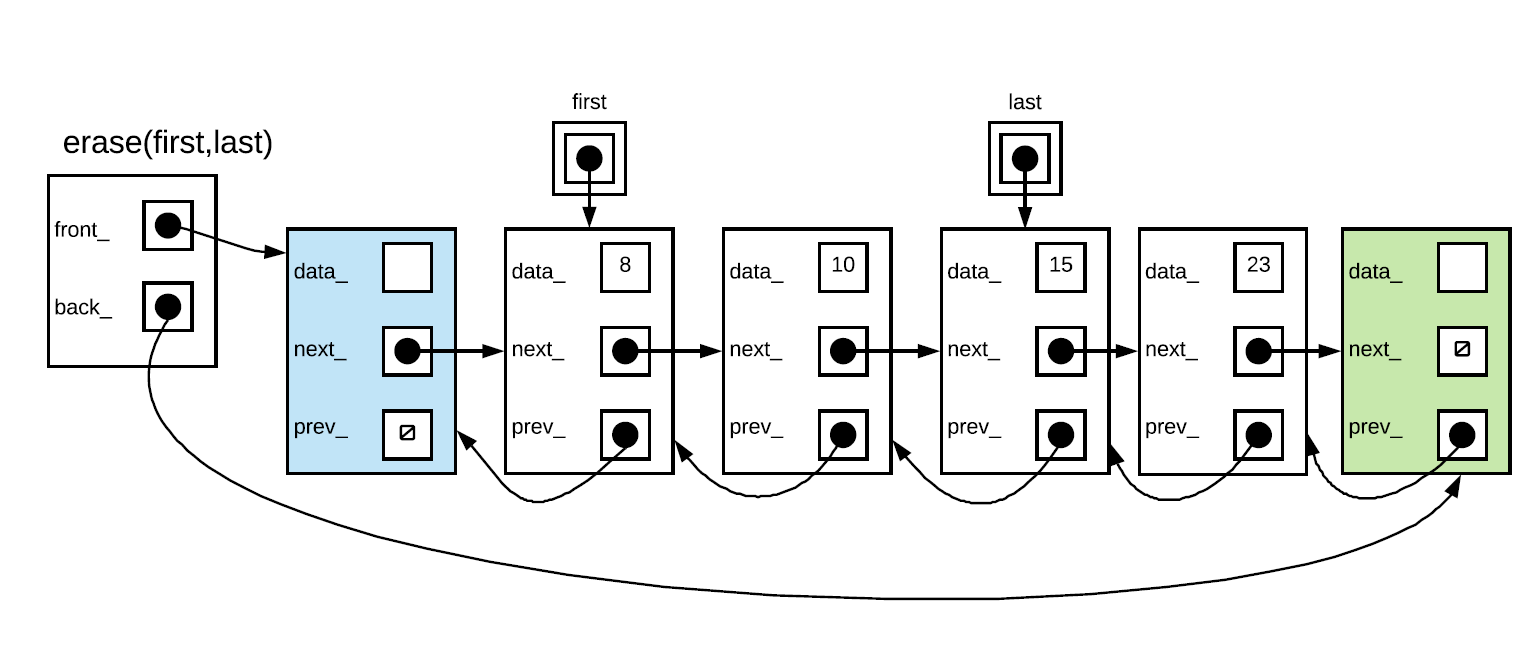 first
last
erase(first,last)
front_
back_
data_
next_
prev_
data_ 8
next_
prev_
data_ 10
next_
prev_
data_ 15
next_
prev_
data_ 23
next_
prev_
data_
next_
prev_